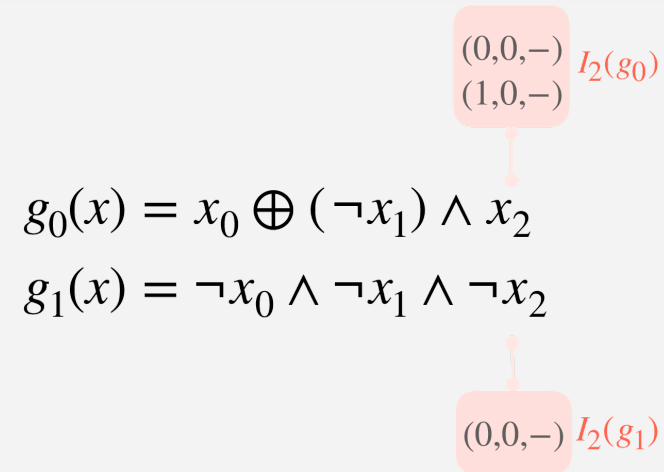 (0,0,−)
(1,0,−) I₂(g₀)
g₀(x) = x₀ ⊕ (¬x₁) ∧ x₂
g₁(x) = ¬x₀ ∧ ¬x₁ ∧ ¬x₂
(0,0,−) I₂(g₁)